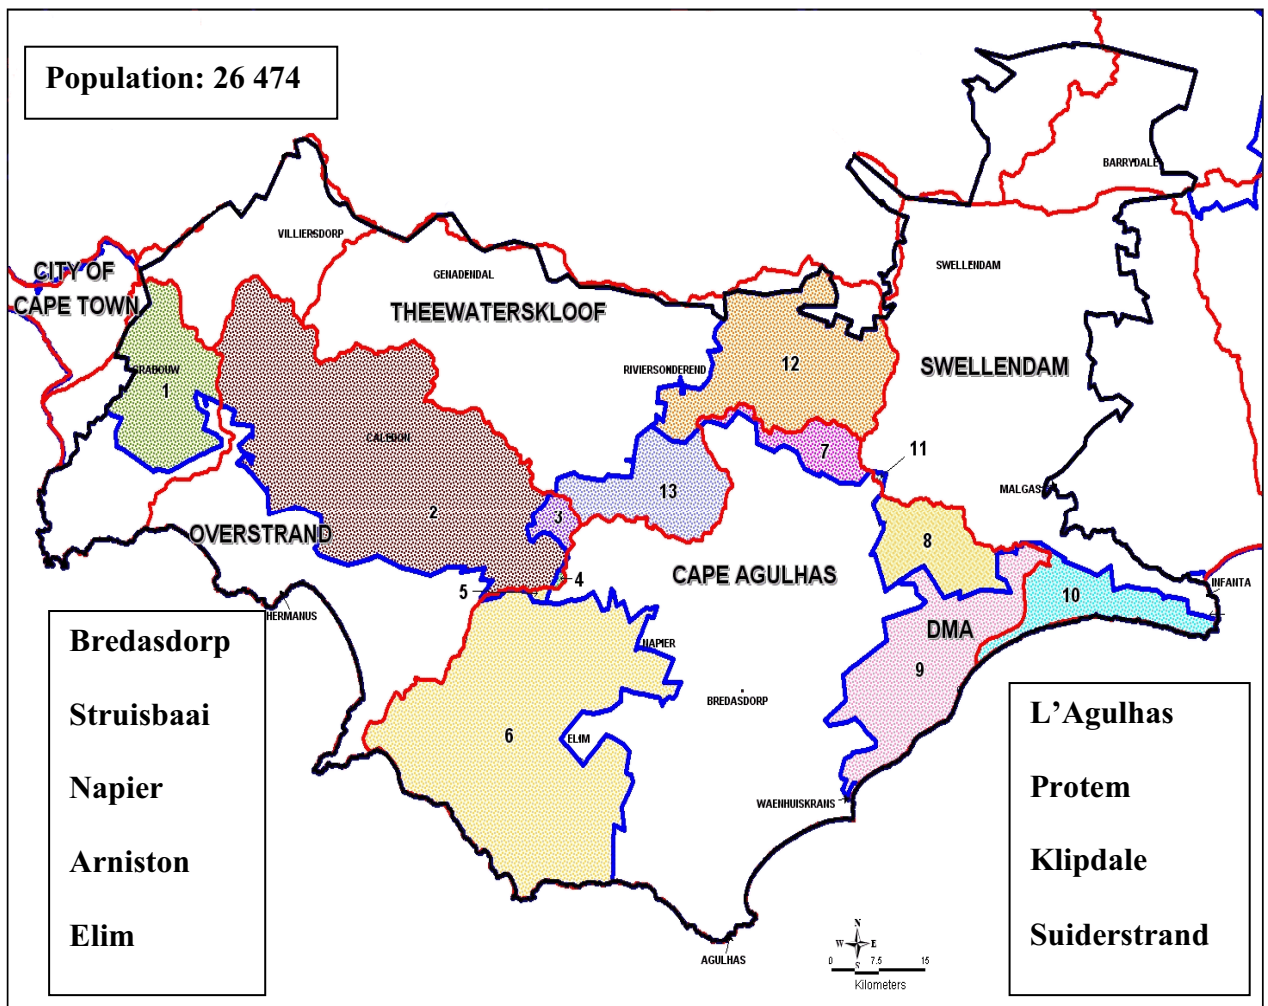 Population: 26 474
BARRYDALE
VILLIERSDORP
CITY OF
CAPE TOWN
GENADENDAL
SWELLENDAM
THEEWATERSKLOOF
GRABOUW
1
RIVIERSONDEREND
12
SWELLENDAM
CALEDON
7
11
2
3
13
MALGAS
OVERSTRAND
8
CAPE AGULHAS
4
5
10
INFANTA
HERMANUS
DMA
NAPIER
9
BREDASDORP
6
ELIM
WAENHUISKRANS
AGULHAS
Bredasdorp
Struisbaai
Napier
Arniston
Elim
L’Agulhas
Protem
Klipdale
Suiderstrand
N
W E
S
0 7.5 15
Kilometers